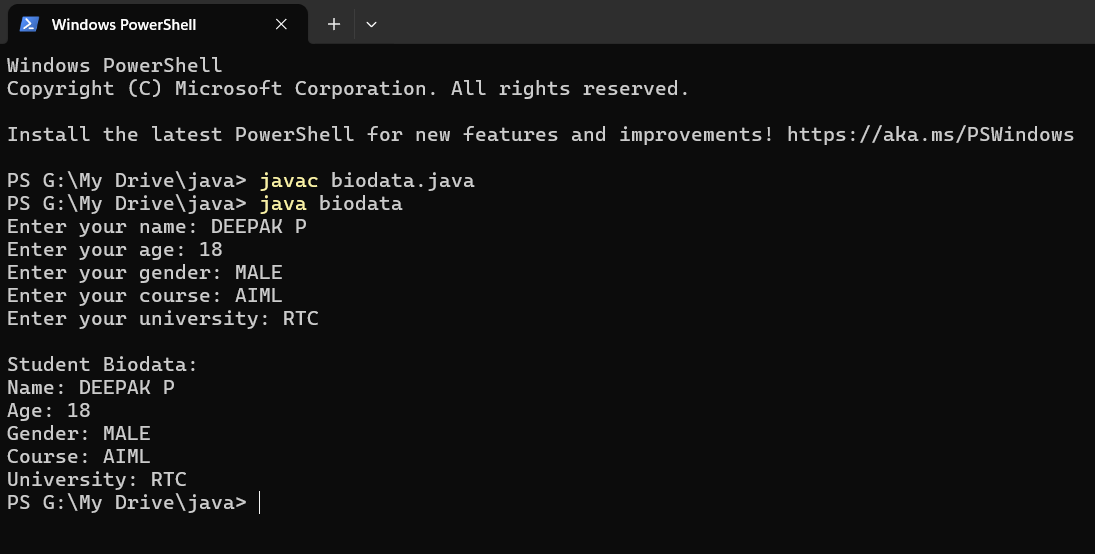 Windows PowerShell
Windows PowerShell
Copyright (C) Microsoft Corporation. All rights reserved.
Install the latest PowerShell for new features and improvements! https://aka.ms/PSWindows
PS G:\My Drive\java> javac biodata.java
PS G:\My Drive\java> java biodata
Enter your name: DEEPAK P
Enter your age: 18
Enter your gender: MALE
Enter your course: AIML
Enter your university: RTC
Student Biodata:
Name: DEEPAK P
Age: 18
Gender: MALE
Course: AIML
University: RTC
PS G:\My Drive\java>